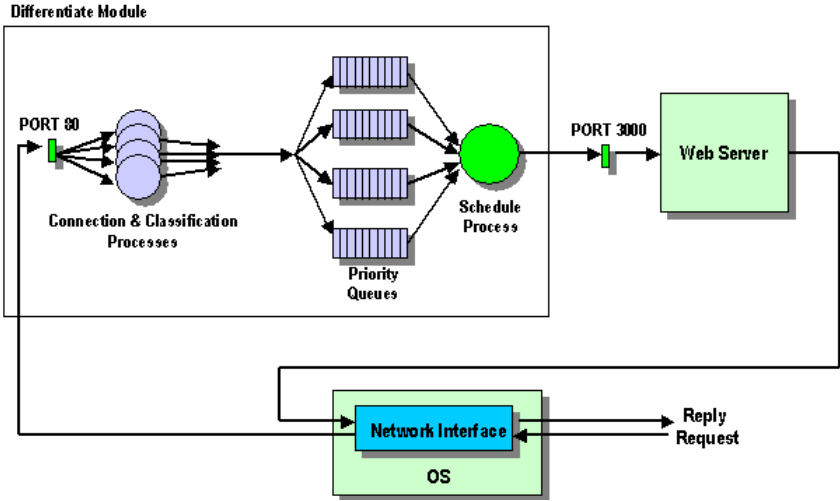 Differentiate Module
PORT 80
Connection & Classification
Processes
Priority
Queues
Schedule
Process
PORT 3000
Web Server
Network Interface
OS
Reply
Request